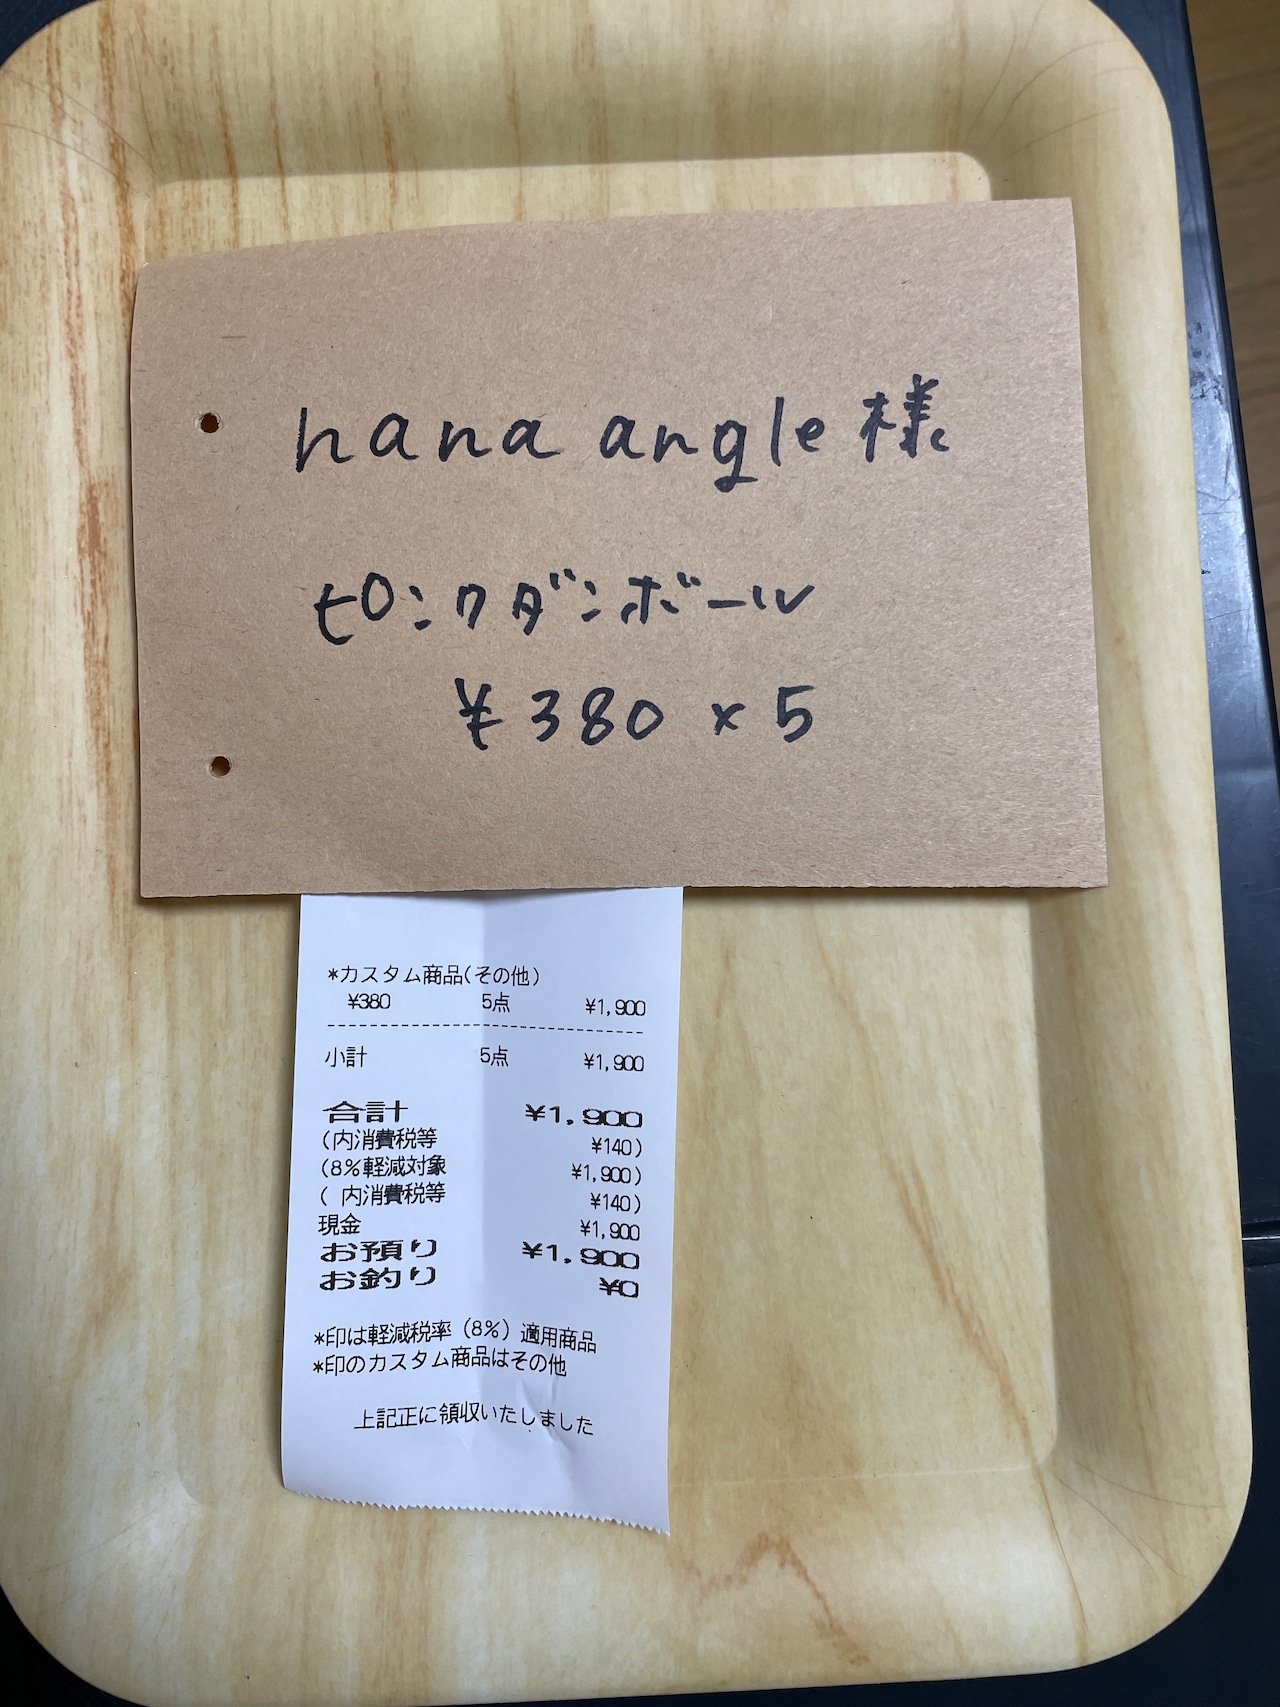 hana angle 様
ピンクダンボール
¥380 × 5
*カスタム商品(その他)
¥380 5点 ¥1,900
小計 5点 ¥1,900
合計 ¥1,900
(内消費税等 ¥140)
(8%軽減対象 ¥1,900)
( 内消費税等 ¥140)
現金 ¥1,900
お預り ¥1,900
お釣り ¥0
*印は軽減税率(8%)適用商品
*印のカスタム商品はその他
上記正に領収いたしました